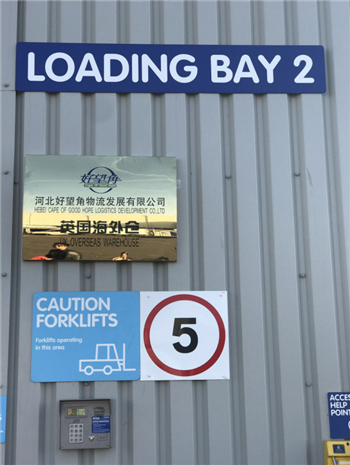 LOADING BAY 2
好望角
河北好望角物流发展有限公司
HEBEI CAPE OF GOOD HOPE LOGISTICS DEVELOPMENT CO.,LTD
英国海外仓
UK OVERSEAS WAREHOUSE
CAUTION
FORKLIFTS
Forklifts operating
in this area
5
ACCES
HELP
POINT